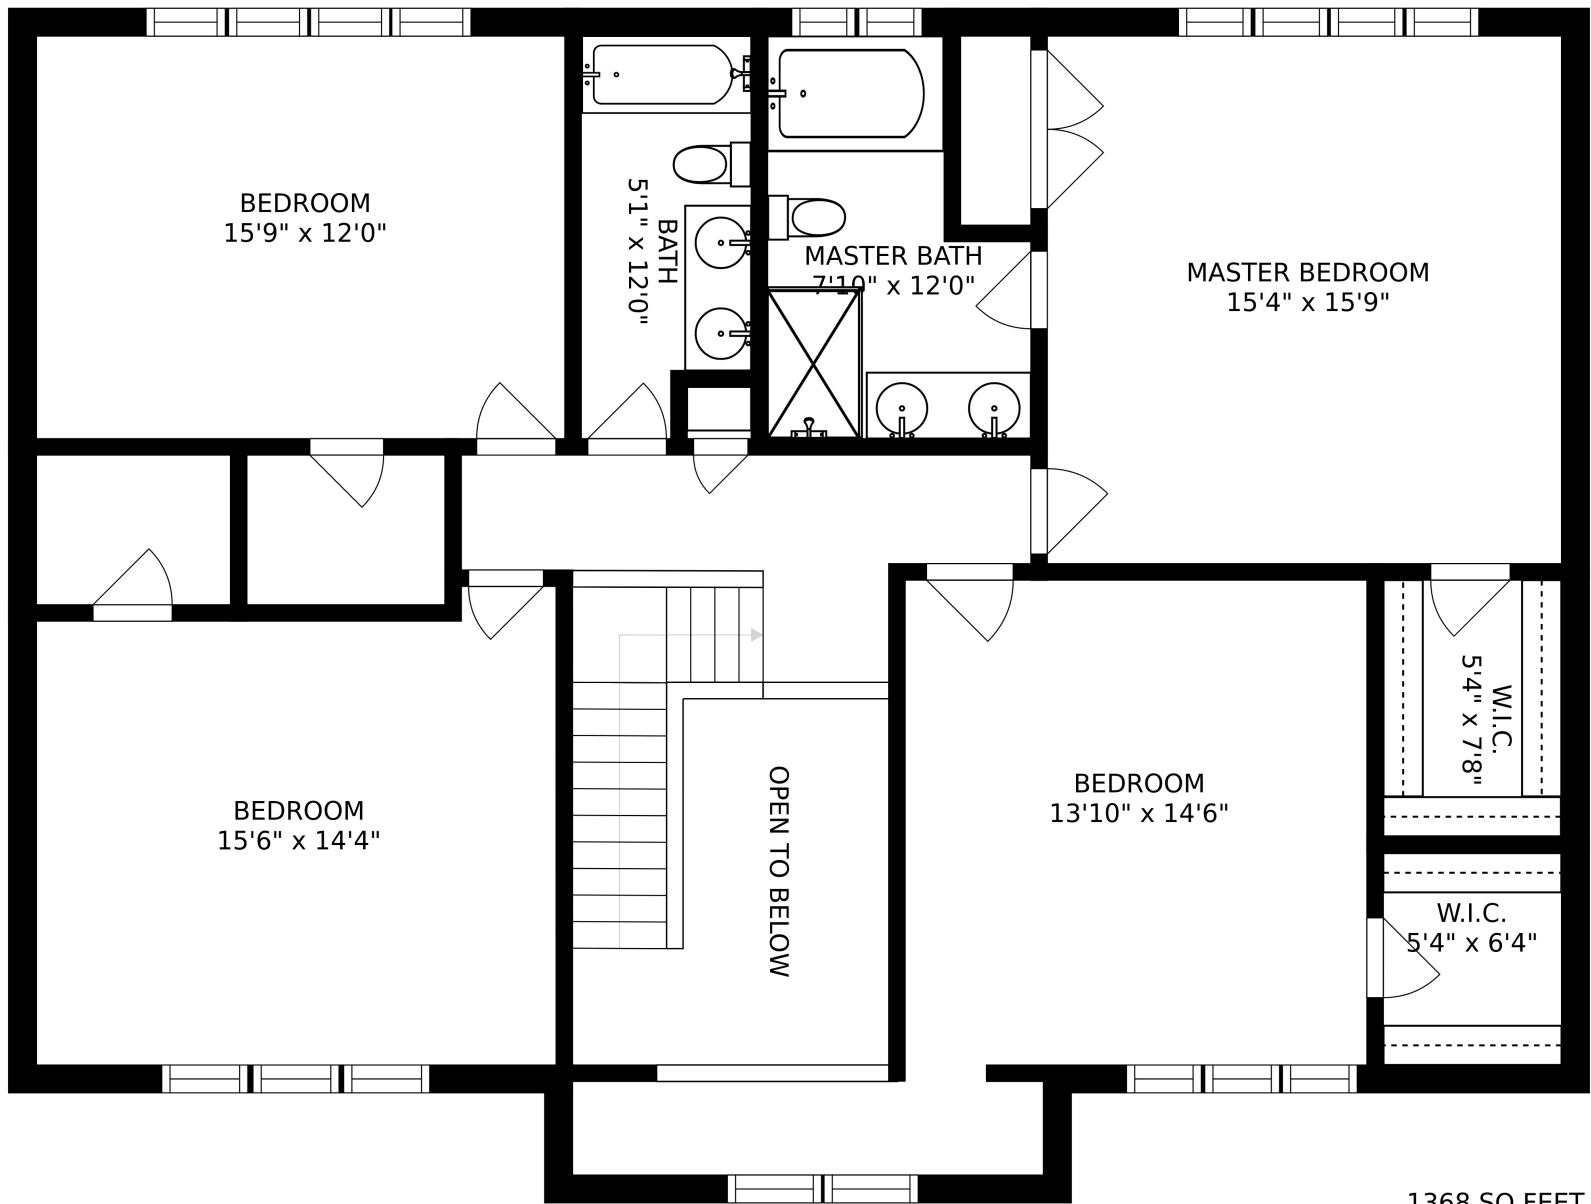 BEDROOM
15'9" x 12'0"
BATH
5'1" x 12'0"
MASTER BATH
7'10" x 12'0"
MASTER BEDROOM
15'4" x 15'9"
BEDROOM
15'6" x 14'4"
OPEN TO BELOW
BEDROOM
13'10" x 14'6"
W.I.C.
5'4" x 7'8"
W.I.C.
5'4" x 6'4"
1368 SQ FEET